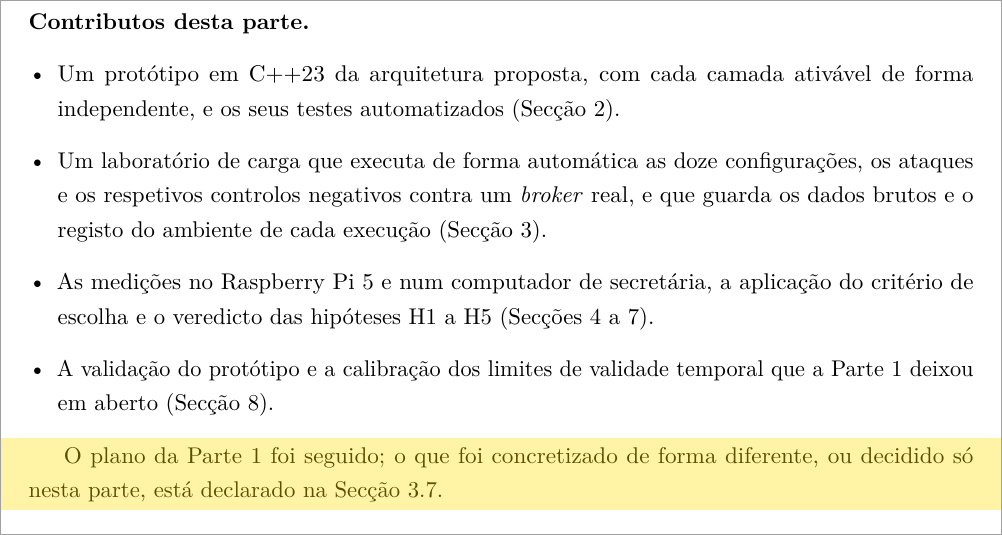 Contributos desta parte.
• Um protótipo em C++23 da arquitetura proposta, com cada camada ativável de forma
independente, e os seus testes automatizados (Secção 2).
• Um laboratório de carga que executa de forma automática as doze configurações, os ataques
e os respetivos controlos negativos contra um broker real, e que guarda os dados brutos e o
registo do ambiente de cada execução (Secção 3).
• As medições no Raspberry Pi 5 e num computador de secretária, a aplicação do critério de
escolha e o veredicto das hipóteses H1 a H5 (Secções 4 a 7).
• A validação do protótipo e a calibração dos limites de validade temporal que a Parte 1 deixou
em aberto (Secção 8).
O plano da Parte 1 foi seguido; o que foi concretizado de forma diferente, ou decidido só
nesta parte, está declarado na Secção 3.7.